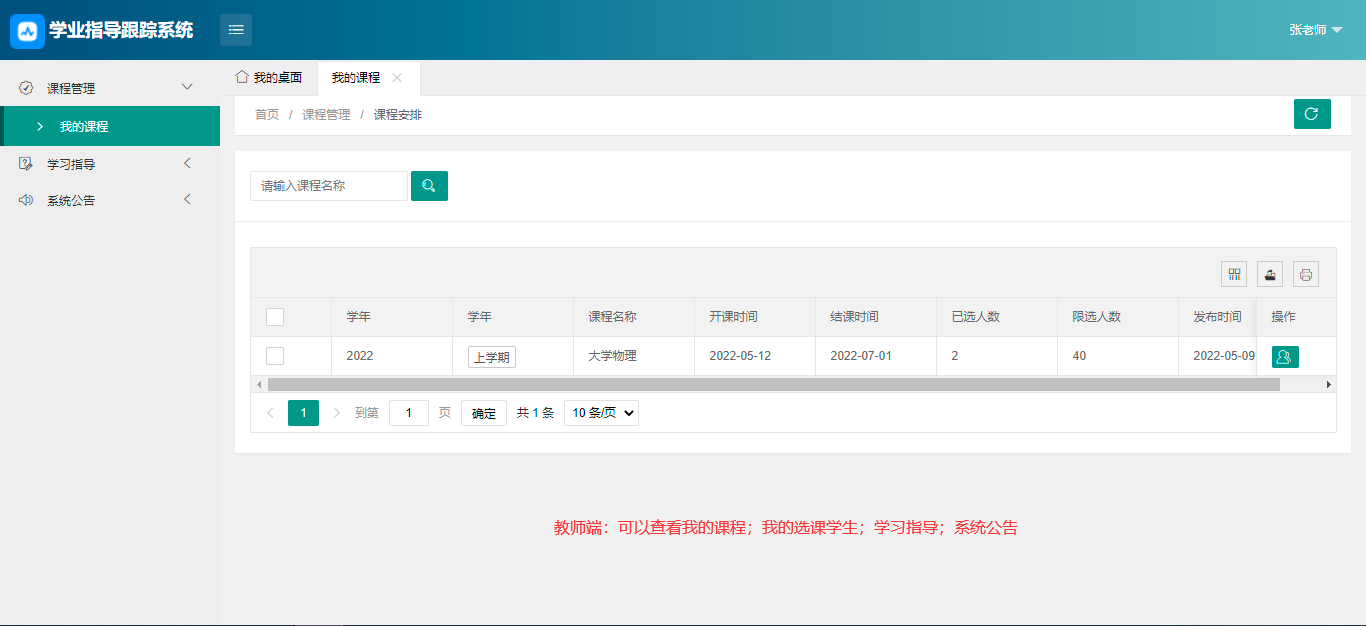 学业指导跟踪系统
张老师
课程管理
我的课程
学习指导
系统公告
我的桌面
我的课程
首页 / 课程管理 / 课程安排
请输入课程名称
学年 学年 课程名称 开课时间 结课时间 已选人数 限选人数 发布时间 操作
2022 上学期 大学物理 2022-05-12 2022-07-01 2 40 2022-05-09
1 到第 1 页 确定 共 1 条 10 条/页
教师端：可以查看我的课程；我的选课学生；学习指导；系统公告